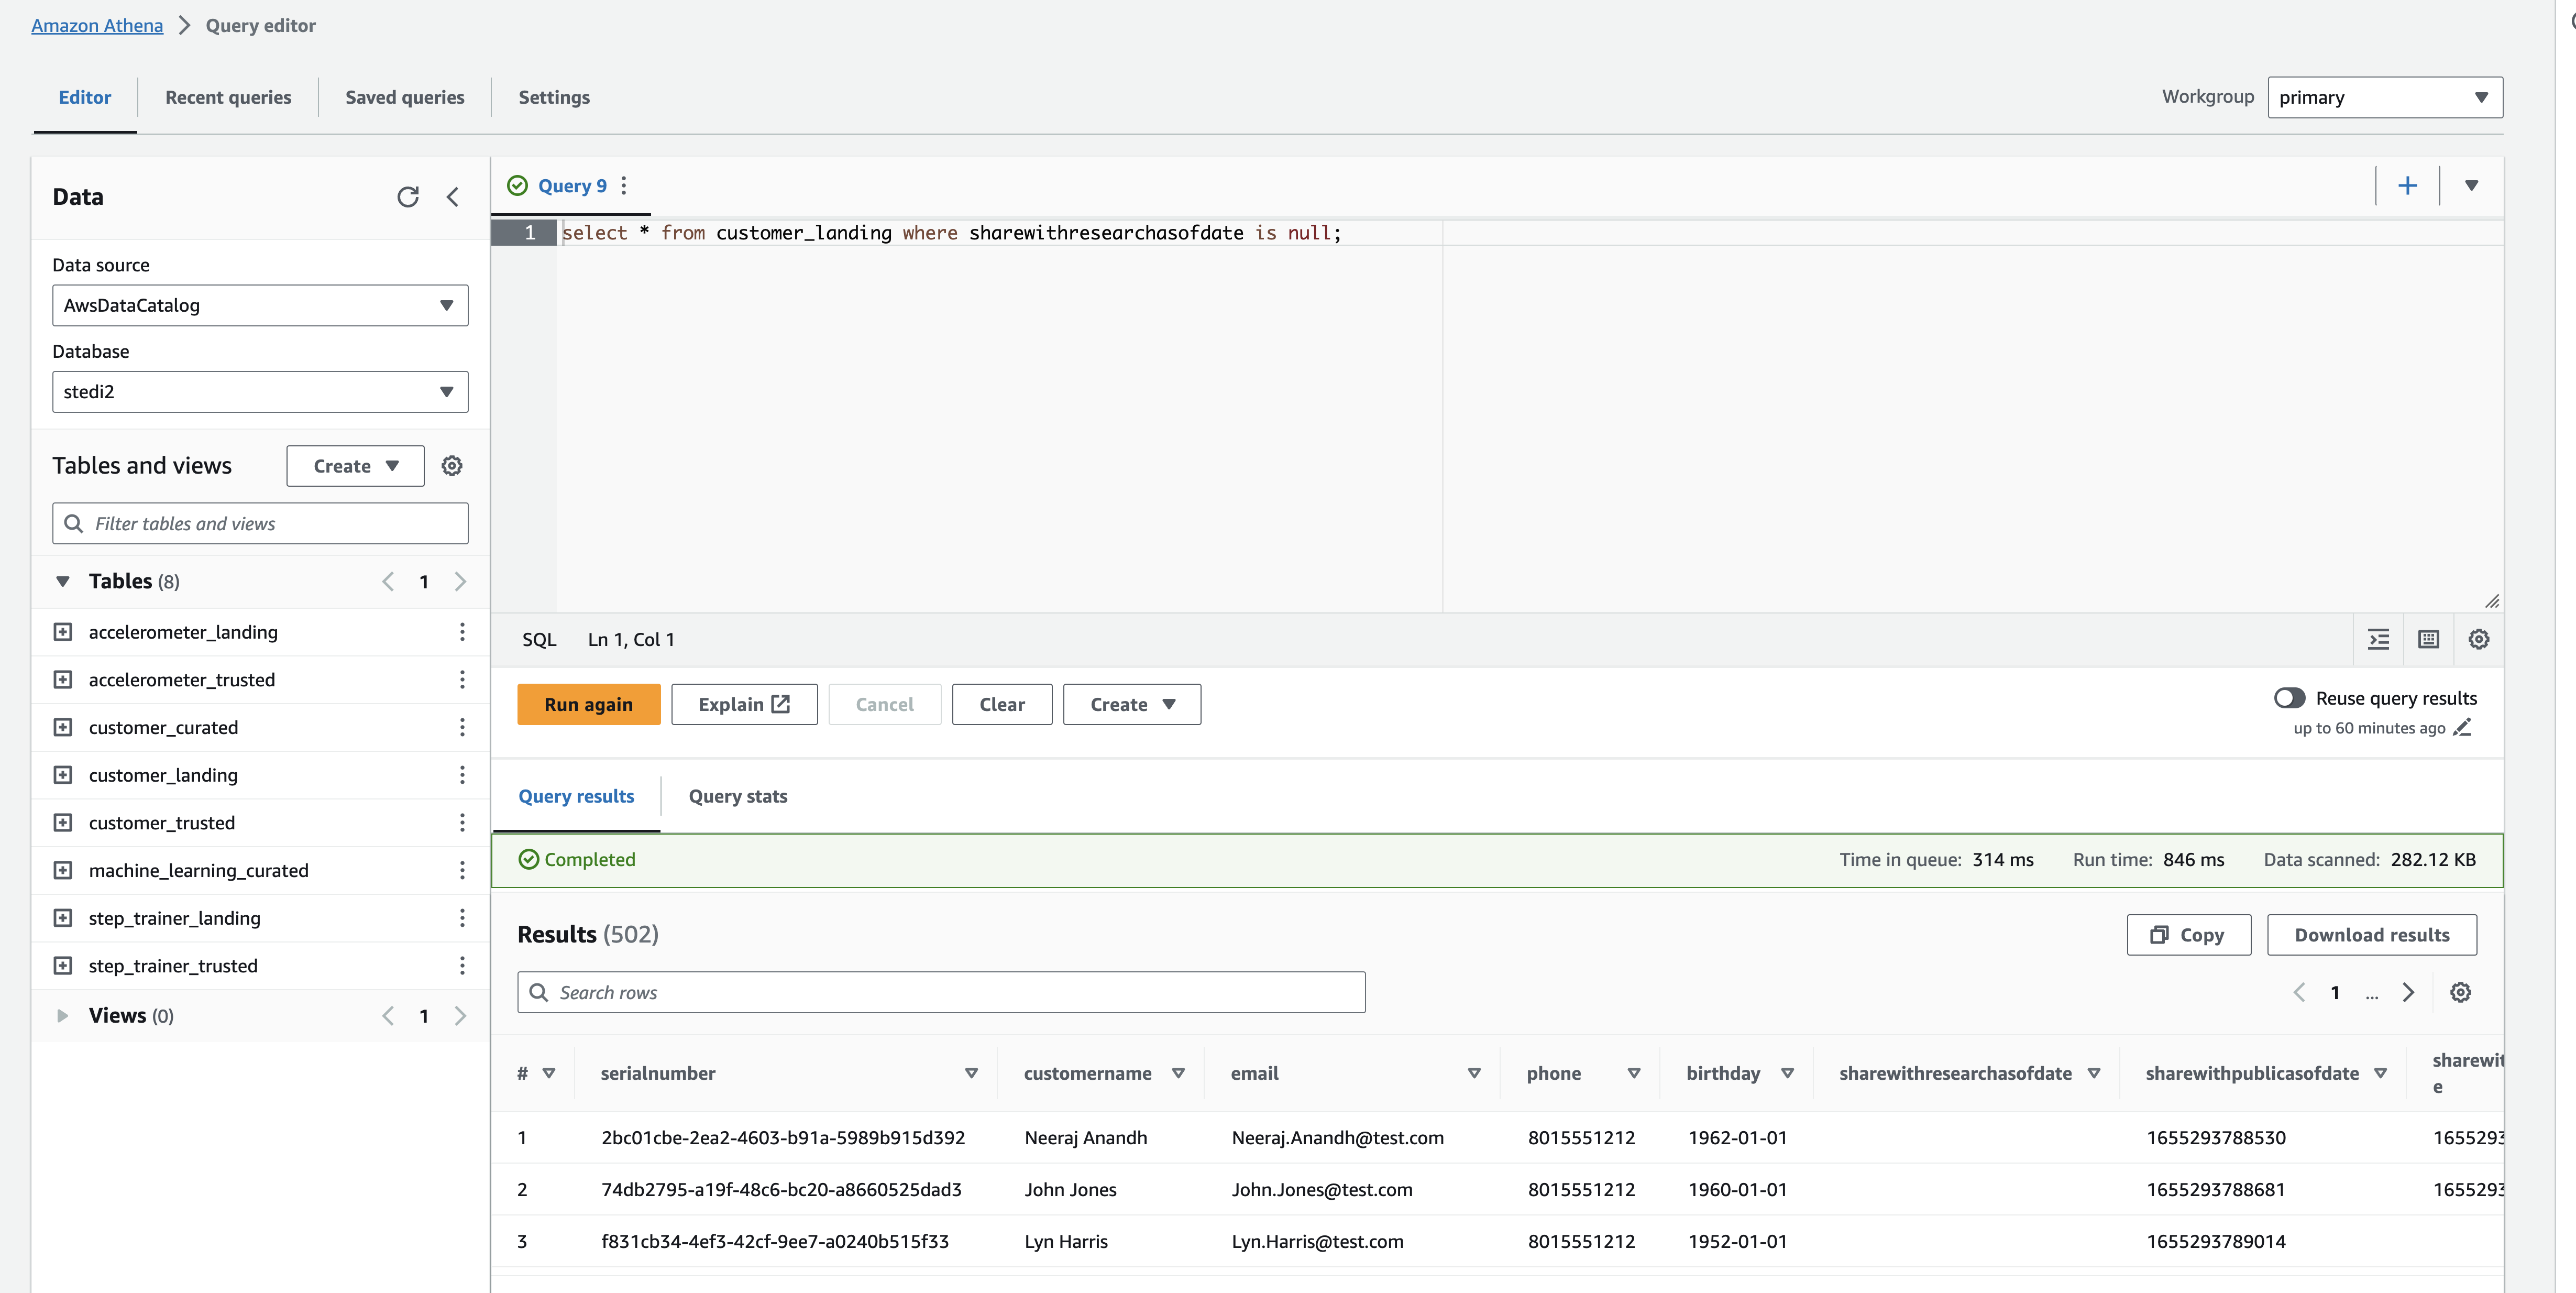 Amazon Athena > Query editor
Editor Recent queries Saved queries Settings
Workgroup primary
Data
Data source
AwsDataCatalog
Database
stedi2
Tables and views Create
Filter tables and views
Tables (8) < 1 >
accelerometer_landing
accelerometer_trusted
customer_curated
customer_landing
customer_trusted
machine_learning_curated
step_trainer_landing
step_trainer_trusted
Views (0) < 1 >
Query 9
1 select * from customer_landing where sharewithresearchasofdate is null;
SQL Ln 1, Col 1
Run again Explain Cancel Clear Create
Reuse query results
up to 60 minutes ago
Query results Query stats
Completed Time in queue: 314 ms Run time: 846 ms Data scanned: 282.12 KB
Results (502) Copy Download results
Search rows < 1 ... >
# serialnumber customername email phone birthday sharewithresearchasofdate sharewithpublicasofdate sharewit
e
1 2bc01cbe-2ea2-4603-b91a-5989b915d392 Neeraj Anandh Neeraj.Anandh@test.com 8015551212 1962-01-01 1655293788530 1655293
2 74db2795-a19f-48c6-bc20-a8660525dad3 John Jones John.Jones@test.com 8015551212 1960-01-01 1655293788681 1655293
3 f831cb34-4ef3-42cf-9ee7-a0240b515f33 Lyn Harris Lyn.Harris@test.com 8015551212 1952-01-01 1655293789014